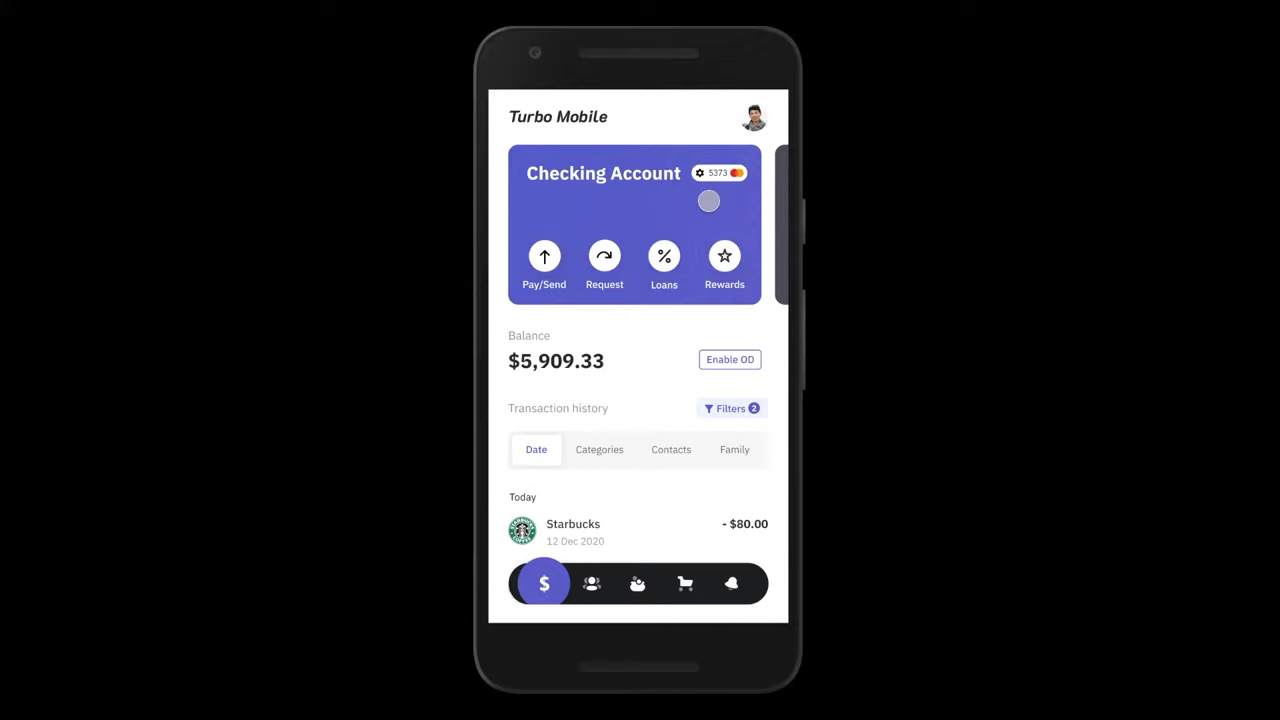 Turbo Mobile
Checking Account 5373
Pay/Send Request Loans Rewards
Balance
$5,909.33 Enable OD
Transaction history Filters 2
Date Categories Contacts Family
Today
Starbucks - $80.00
12 Dec 2020
$